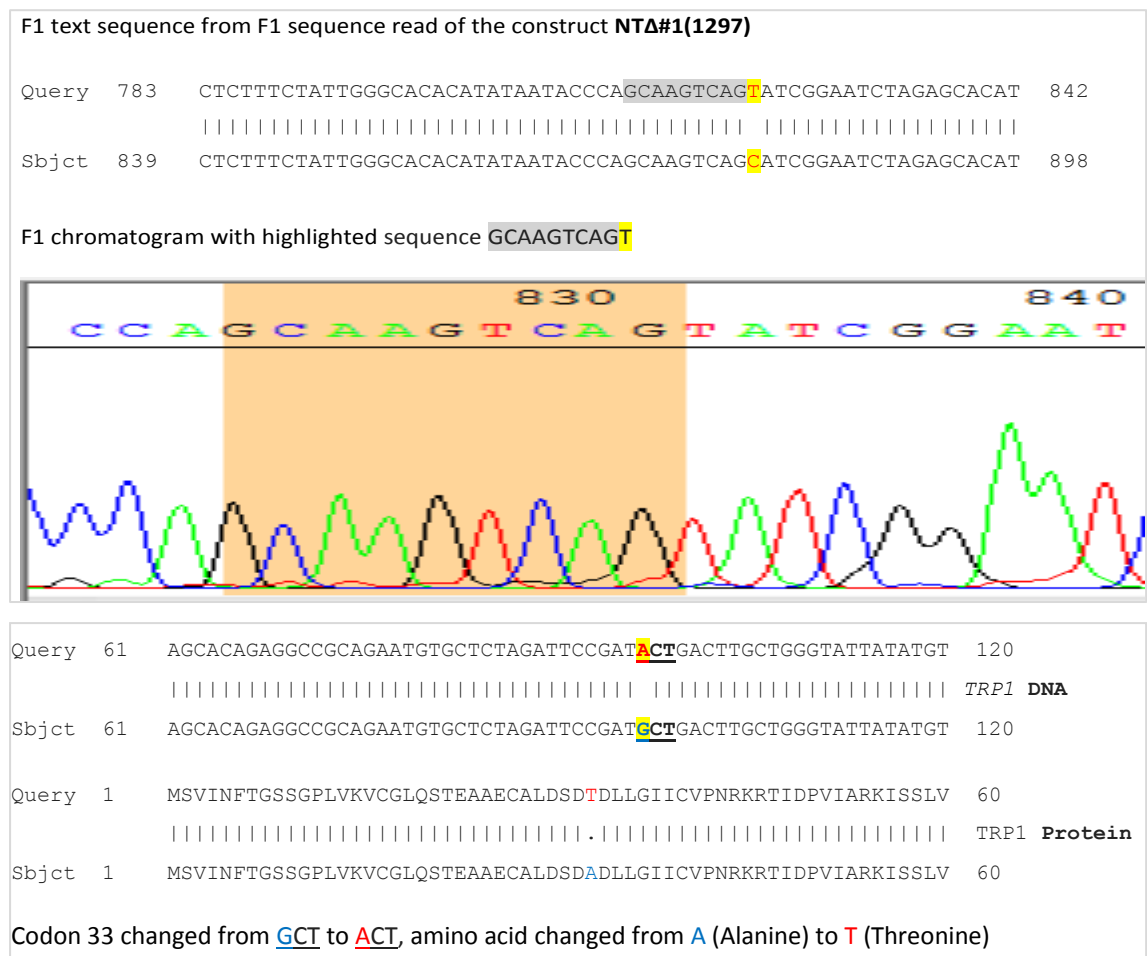 F1 text sequence from F1 sequence read of the construct NTΔ#1(1297)
Query 783 CTCTTTCTATTGGGCACACATATAATACCCAGCAAGTCAGTATCGGAATCTAGAGCACAT 842
|||||||||||||||||||||||||||||||||||||||| |||||||||||||||||||
Sbjct 839 CTCTTTCTATTGGGCACACATATAATACCCAGCAAGTCAGCATCGGAATCTAGAGCACAT 898
F1 chromatogram with highlighted sequence GCAAGTCAGT
830 840
C C A G C A A G T C A G T A T C G G A A T
Query 61 AGCACAGAGGCCGCAGAATGTGCTCTAGATTCCGATACTGACTTGCTGGGTATTATATGT 120
|||||||||||||||||||||||||||||||||||| ||||||||||||||||||||||| TRP1 DNA
Sbjct 61 AGCACAGAGGCCGCAGAATGTGCTCTAGATTCCGATGCTGACTTGCTGGGTATTATATGT 120
Query 1 MSVINFTGSSGPLVKVCGLQSTEAAECALDSDTDLLGIICVPNRKRTIDPVIARKISSLV 60
||||||||||||||||||||||||||||||||.||||||||||||||||||||||||||| TRP1 Protein
Sbjct 1 MSVINFTGSSGPLVKVCGLQSTEAAECALDSDADLLGIICVPNRKRTIDPVIARKISSLV 60
Codon 33 changed from GCT to ACT, amino acid changed from A (Alanine) to T (Threonine)